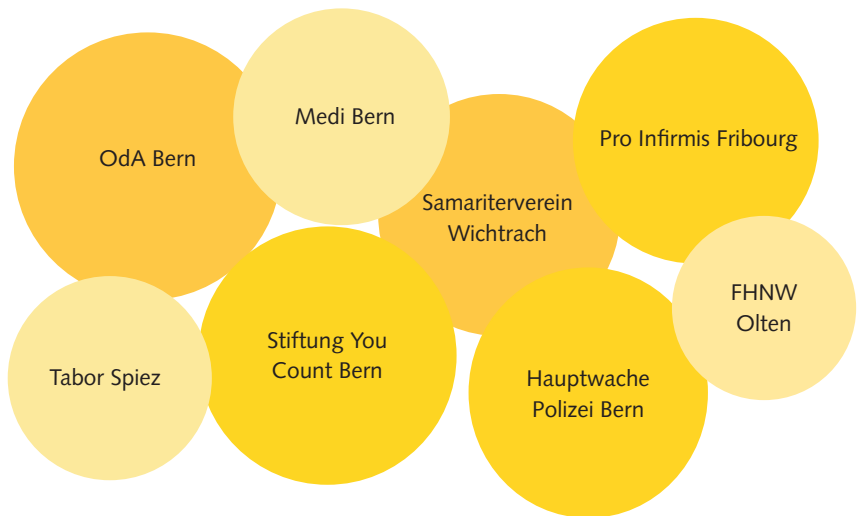 OdA Bern
Medi Bern
Samariterverein
Wichtrach
Pro Infirmis Fribourg
Tabor Spiez
Stiftung You
Count Bern
Hauptwache
Polizei Bern
FHNW
Olten